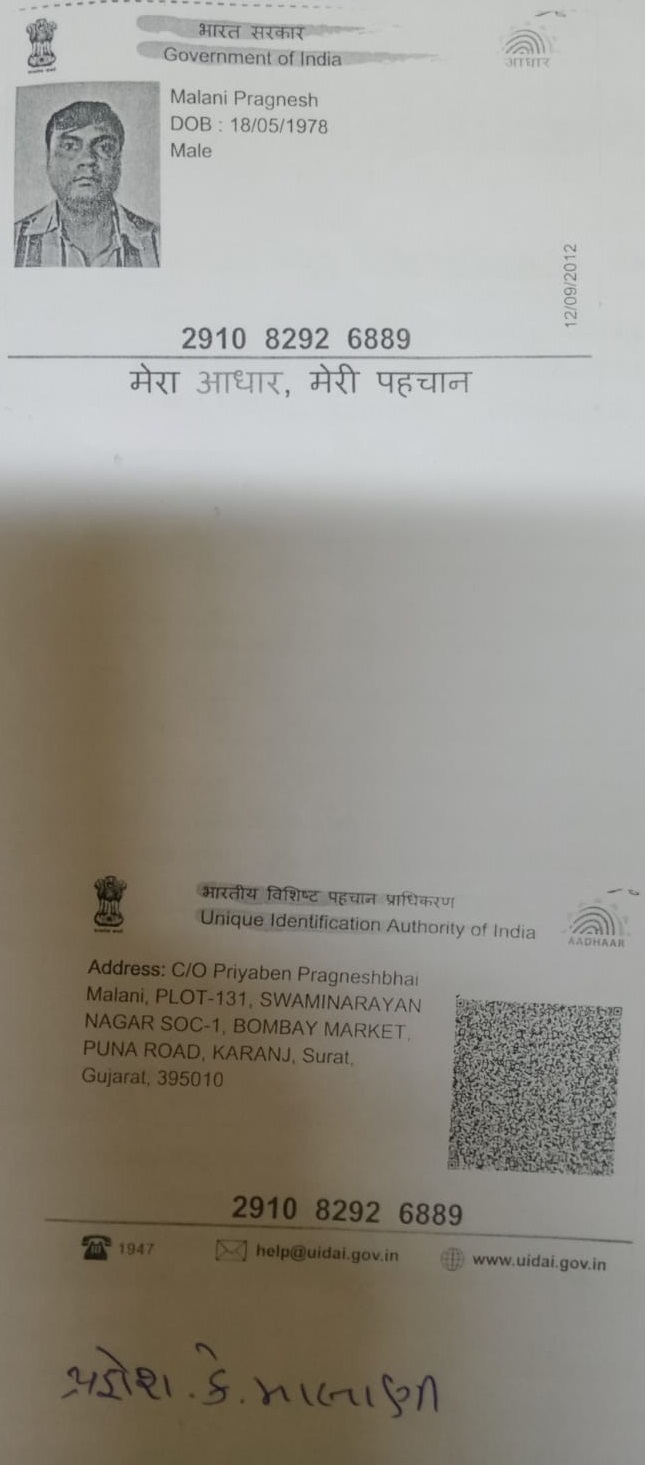 भारत सरकार
Government of India
आधार
Malani Pragnesh
DOB : 18/05/1978
Male
12/09/2012
2910 8292 6889
मेरा आधार, मेरी पहचान
भारतीय विशिष्ट पहचान प्राधिकरण
Unique Identification Authority of India
AADHAAR
Address: C/O Priyaben Pragneshbhai
Malani, PLOT-131, SWAMINARAYAN
NAGAR SOC-1, BOMBAY MARKET,
PUNA ROAD, KARANJ, Surat,
Gujarat, 395010
2910 8292 6889
1947
help@uidai.gov.in
www.uidai.gov.in
પ્રજ્ઞેશ. કે. માલાણી